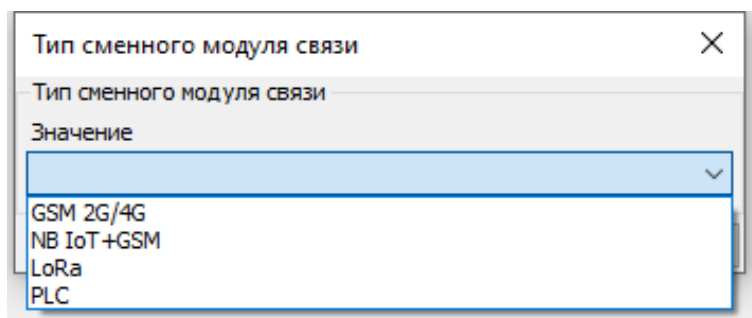 Тип сменного модуля связи
Тип сменного модуля связи
Значение
GSM 2G/4G
NB IoT+GSM
LoRa
PLC